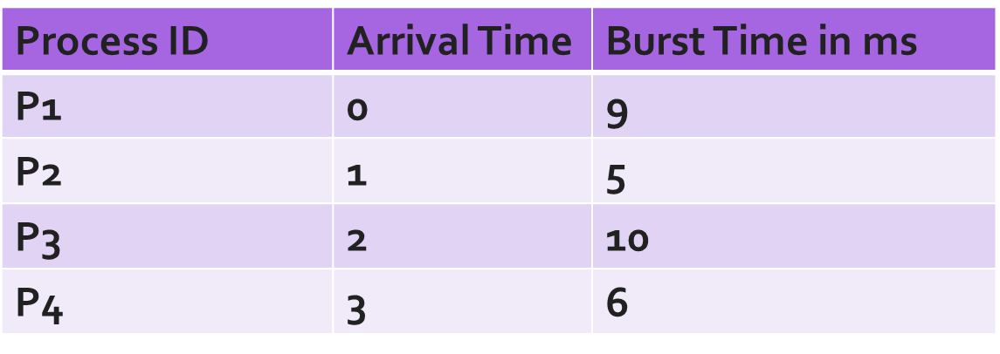 Process ID Arrival Time Burst Time in ms
P1 0 9
P2 1 5
P3 2 10
P4 3 6